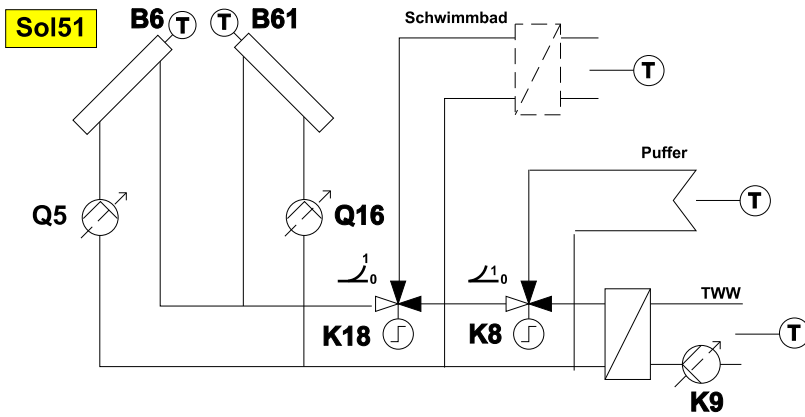 Sol51
B6
T
T
B61
Schwimmbad
T
Puffer
T
Q5
Q16
1
0
1
0
K18
K8
TWW
T
K9